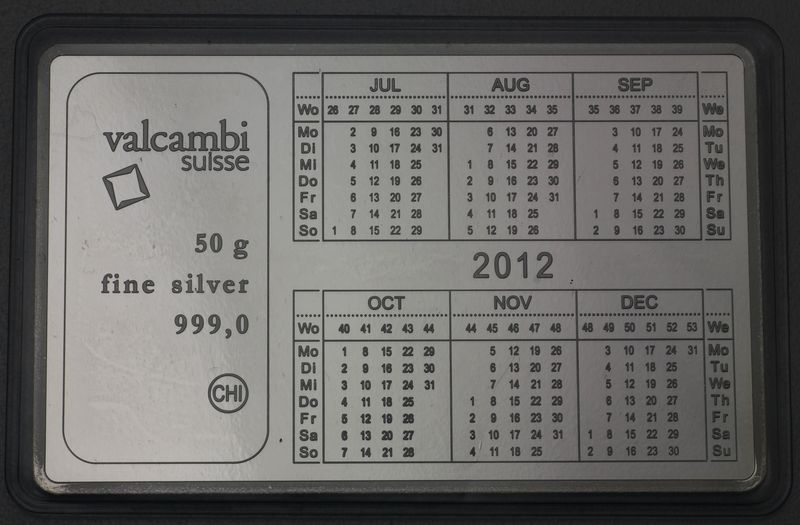 valcambi
suisse
50 g
fine silver
999,0
CHI
JUL AUG SEP
Wo 26 27 28 29 30 31 31 32 33 34 35 35 36 37 38 39 We
Mo 2 9 16 23 30 6 13 20 27 3 10 17 24 Mo
Di 3 10 17 24 31 7 14 21 28 4 11 18 25 Tu
Mi 4 11 18 25 1 8 15 22 29 5 12 19 26 We
Do 5 12 19 26 2 9 16 23 30 6 13 20 27 Th
Fr 6 13 20 27 3 10 17 24 31 7 14 21 28 Fr
Sa 7 14 21 28 4 11 18 25 1 8 15 22 29 Sa
So 1 8 15 22 29 5 12 19 26 2 9 16 23 30 Su
2012
OCT NOV DEC
Wo 40 41 42 43 44 44 45 46 47 48 48 49 50 51 52 53 We
Mo 1 8 15 22 29 5 12 19 26 3 10 17 24 31 Mo
Di 2 9 16 23 30 6 13 20 27 4 11 18 25 Tu
Mi 3 10 17 24 31 7 14 21 28 5 12 19 26 We
Do 4 11 18 25 1 8 15 22 29 6 13 20 27 Th
Fr 5 12 19 26 2 9 16 23 30 7 14 21 28 Fr
Sa 6 13 20 27 3 10 17 24 31 1 8 15 22 29 Sa
So 7 14 21 28 4 11 18 25 2 9 16 23 30 Su